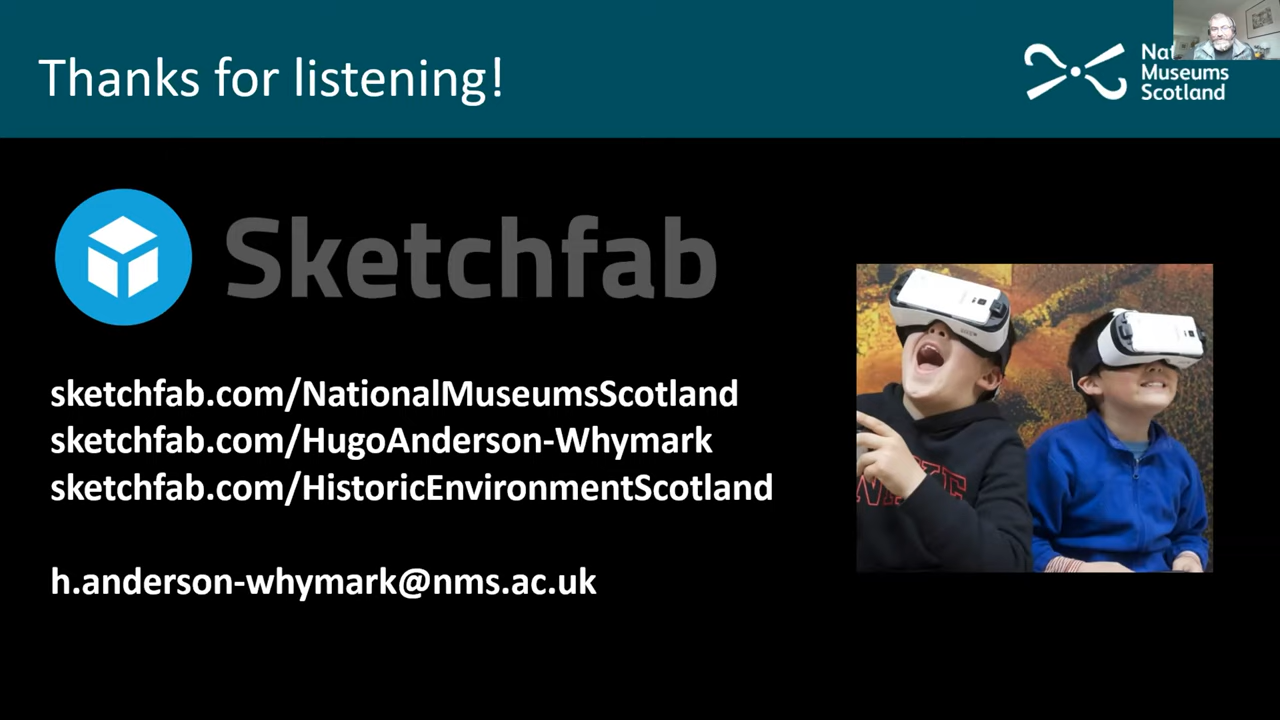 Thanks for listening!
Museums
Scotland
Sketchfab
sketchfab.com/NationalMuseumsScotland
sketchfab.com/HugoAnderson-Whymark
sketchfab.com/HistoricEnvironmentScotland
h.anderson-whymark@nms.ac.uk